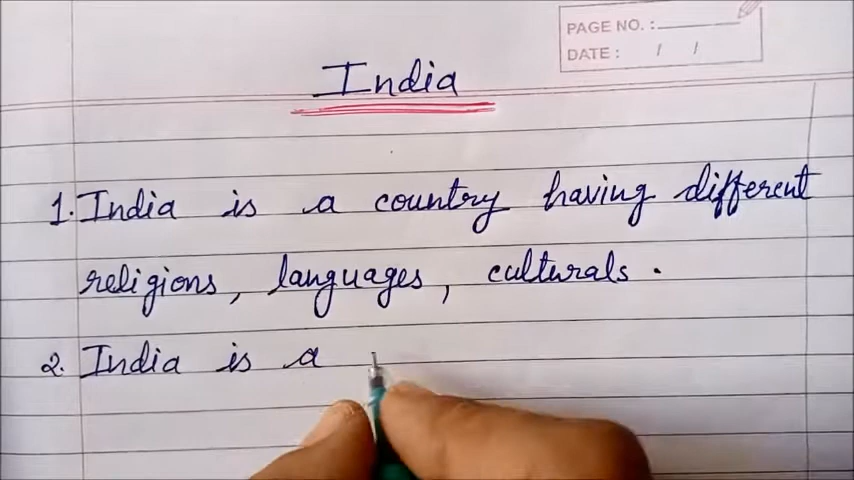 PAGE NO. :
DATE : / /
India
1. India is a country having different
religions, languages, culturals.
2. India is a